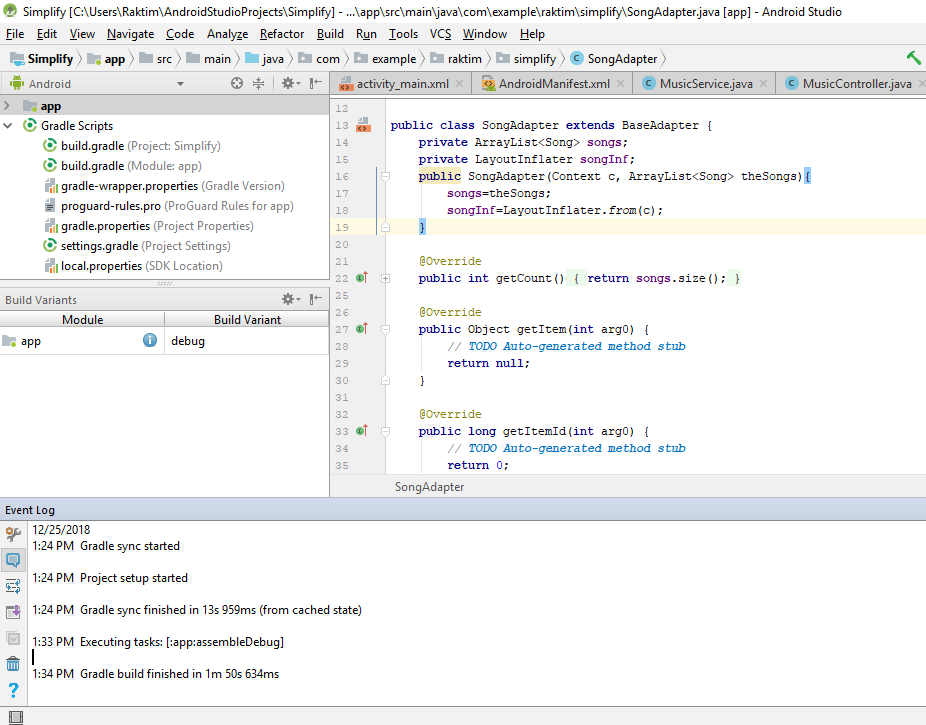 Simplify [C:\Users\Raktim\AndroidStudioProjects\Simplify] - ...\app\src\main\java\com\example\raktim\simplify\SongAdapter.java [app] - Android Studio
File Edit View Navigate Code Analyze Refactor Build Run Tools VCS Window Help
Simplify app src main java com example raktim simplify SongAdapter
Android
activity_main.xml AndroidManifest.xml MusicService.java MusicController.java
app
Gradle Scripts
build.gradle (Project: Simplify)
build.gradle (Module: app)
gradle-wrapper.properties (Gradle Version)
proguard-rules.pro (ProGuard Rules for app)
gradle.properties (Project Properties)
settings.gradle (Project Settings)
local.properties (SDK Location)
Build Variants
Module Build Variant
app debug
12
13 public class SongAdapter extends BaseAdapter {
14 private ArrayList<Song> songs;
15 private LayoutInflater songInf;
16 public SongAdapter(Context c, ArrayList<Song> theSongs){
17 songs=theSongs;
18 songInf=LayoutInflater.from(c);
19 }
20
21 @Override
22 public int getCount() { return songs.size(); }
25
26 @Override
27 public Object getItem(int arg0) {
28 // TODO Auto-generated method stub
29 return null;
30 }
31
32 @Override
33 public long getItemId(int arg0) {
34 // TODO Auto-generated method stub
35 return 0;
SongAdapter
Event Log
12/25/2018
1:24 PM Gradle sync started
1:24 PM Project setup started
1:24 PM Gradle sync finished in 13s 959ms (from cached state)
1:33 PM Executing tasks: [:app:assembleDebug]
1:34 PM Gradle build finished in 1m 50s 634ms